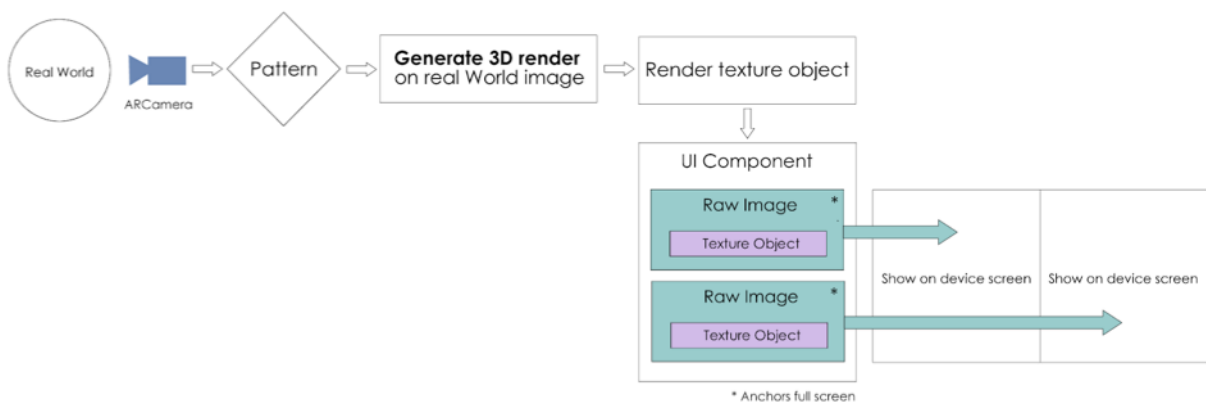 Real World
ARCamera
Pattern
Generate 3D render
on real World image
Render texture object
UI Component
Raw Image *
Texture Object
Raw Image *
Texture Object
Show on device screen
Show on device screen
* Anchors full screen